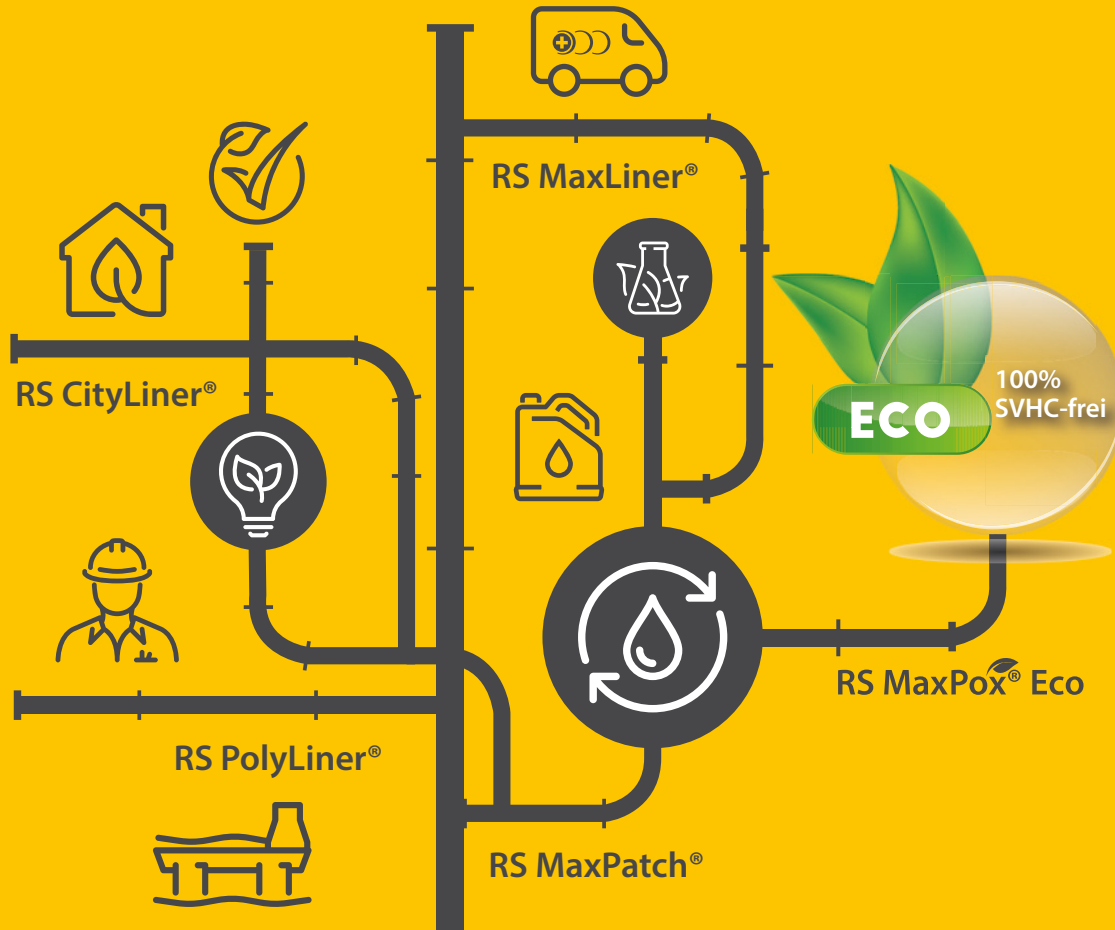 RS MaxLiner®
RS CityLiner®
100%
SVHC-frei
ECO
RS MaxPox® Eco
RS PolyLiner®
RS MaxPatch®